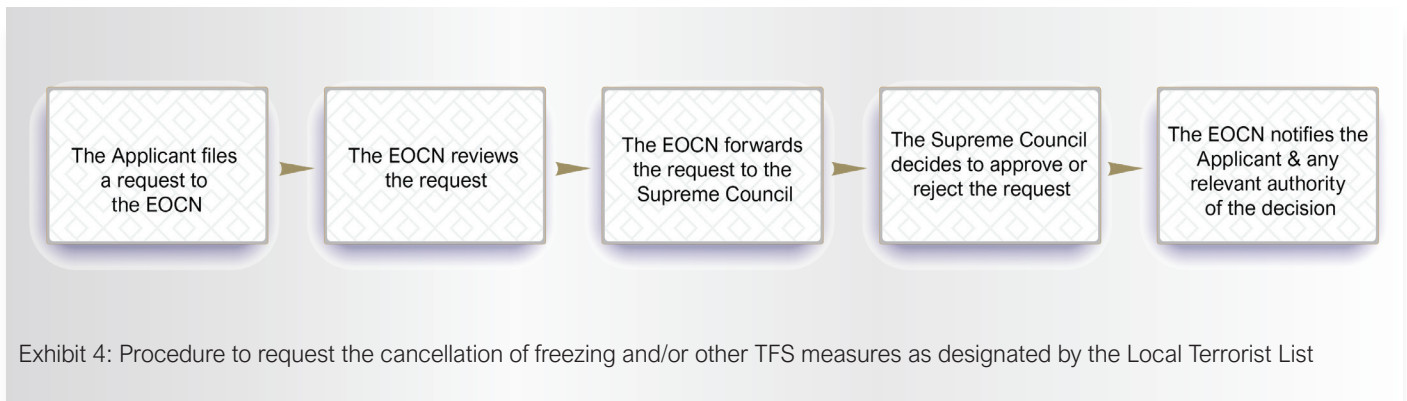 The Applicant files
a request to
the EOCN
The EOCN reviews
the request
The EOCN forwards
the request to the
Supreme Council
The Supreme Council
decides to approve or
reject the request
The EOCN notifies the
Applicant & any
relevant authority
of the decision
Exhibit 4: Procedure to request the cancellation of freezing and/or other TFS measures as designated by the Local Terrorist List